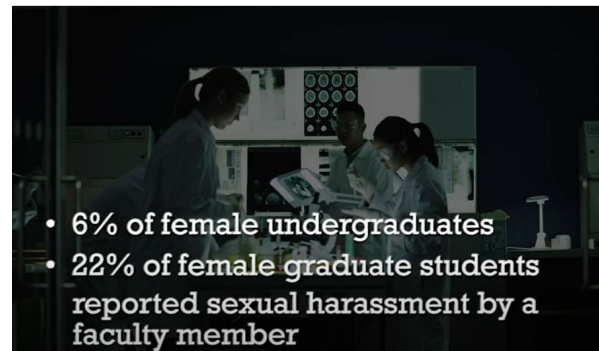 • 6% of female undergraduates
• 22% of female graduate students
reported sexual harassment by a
faculty member